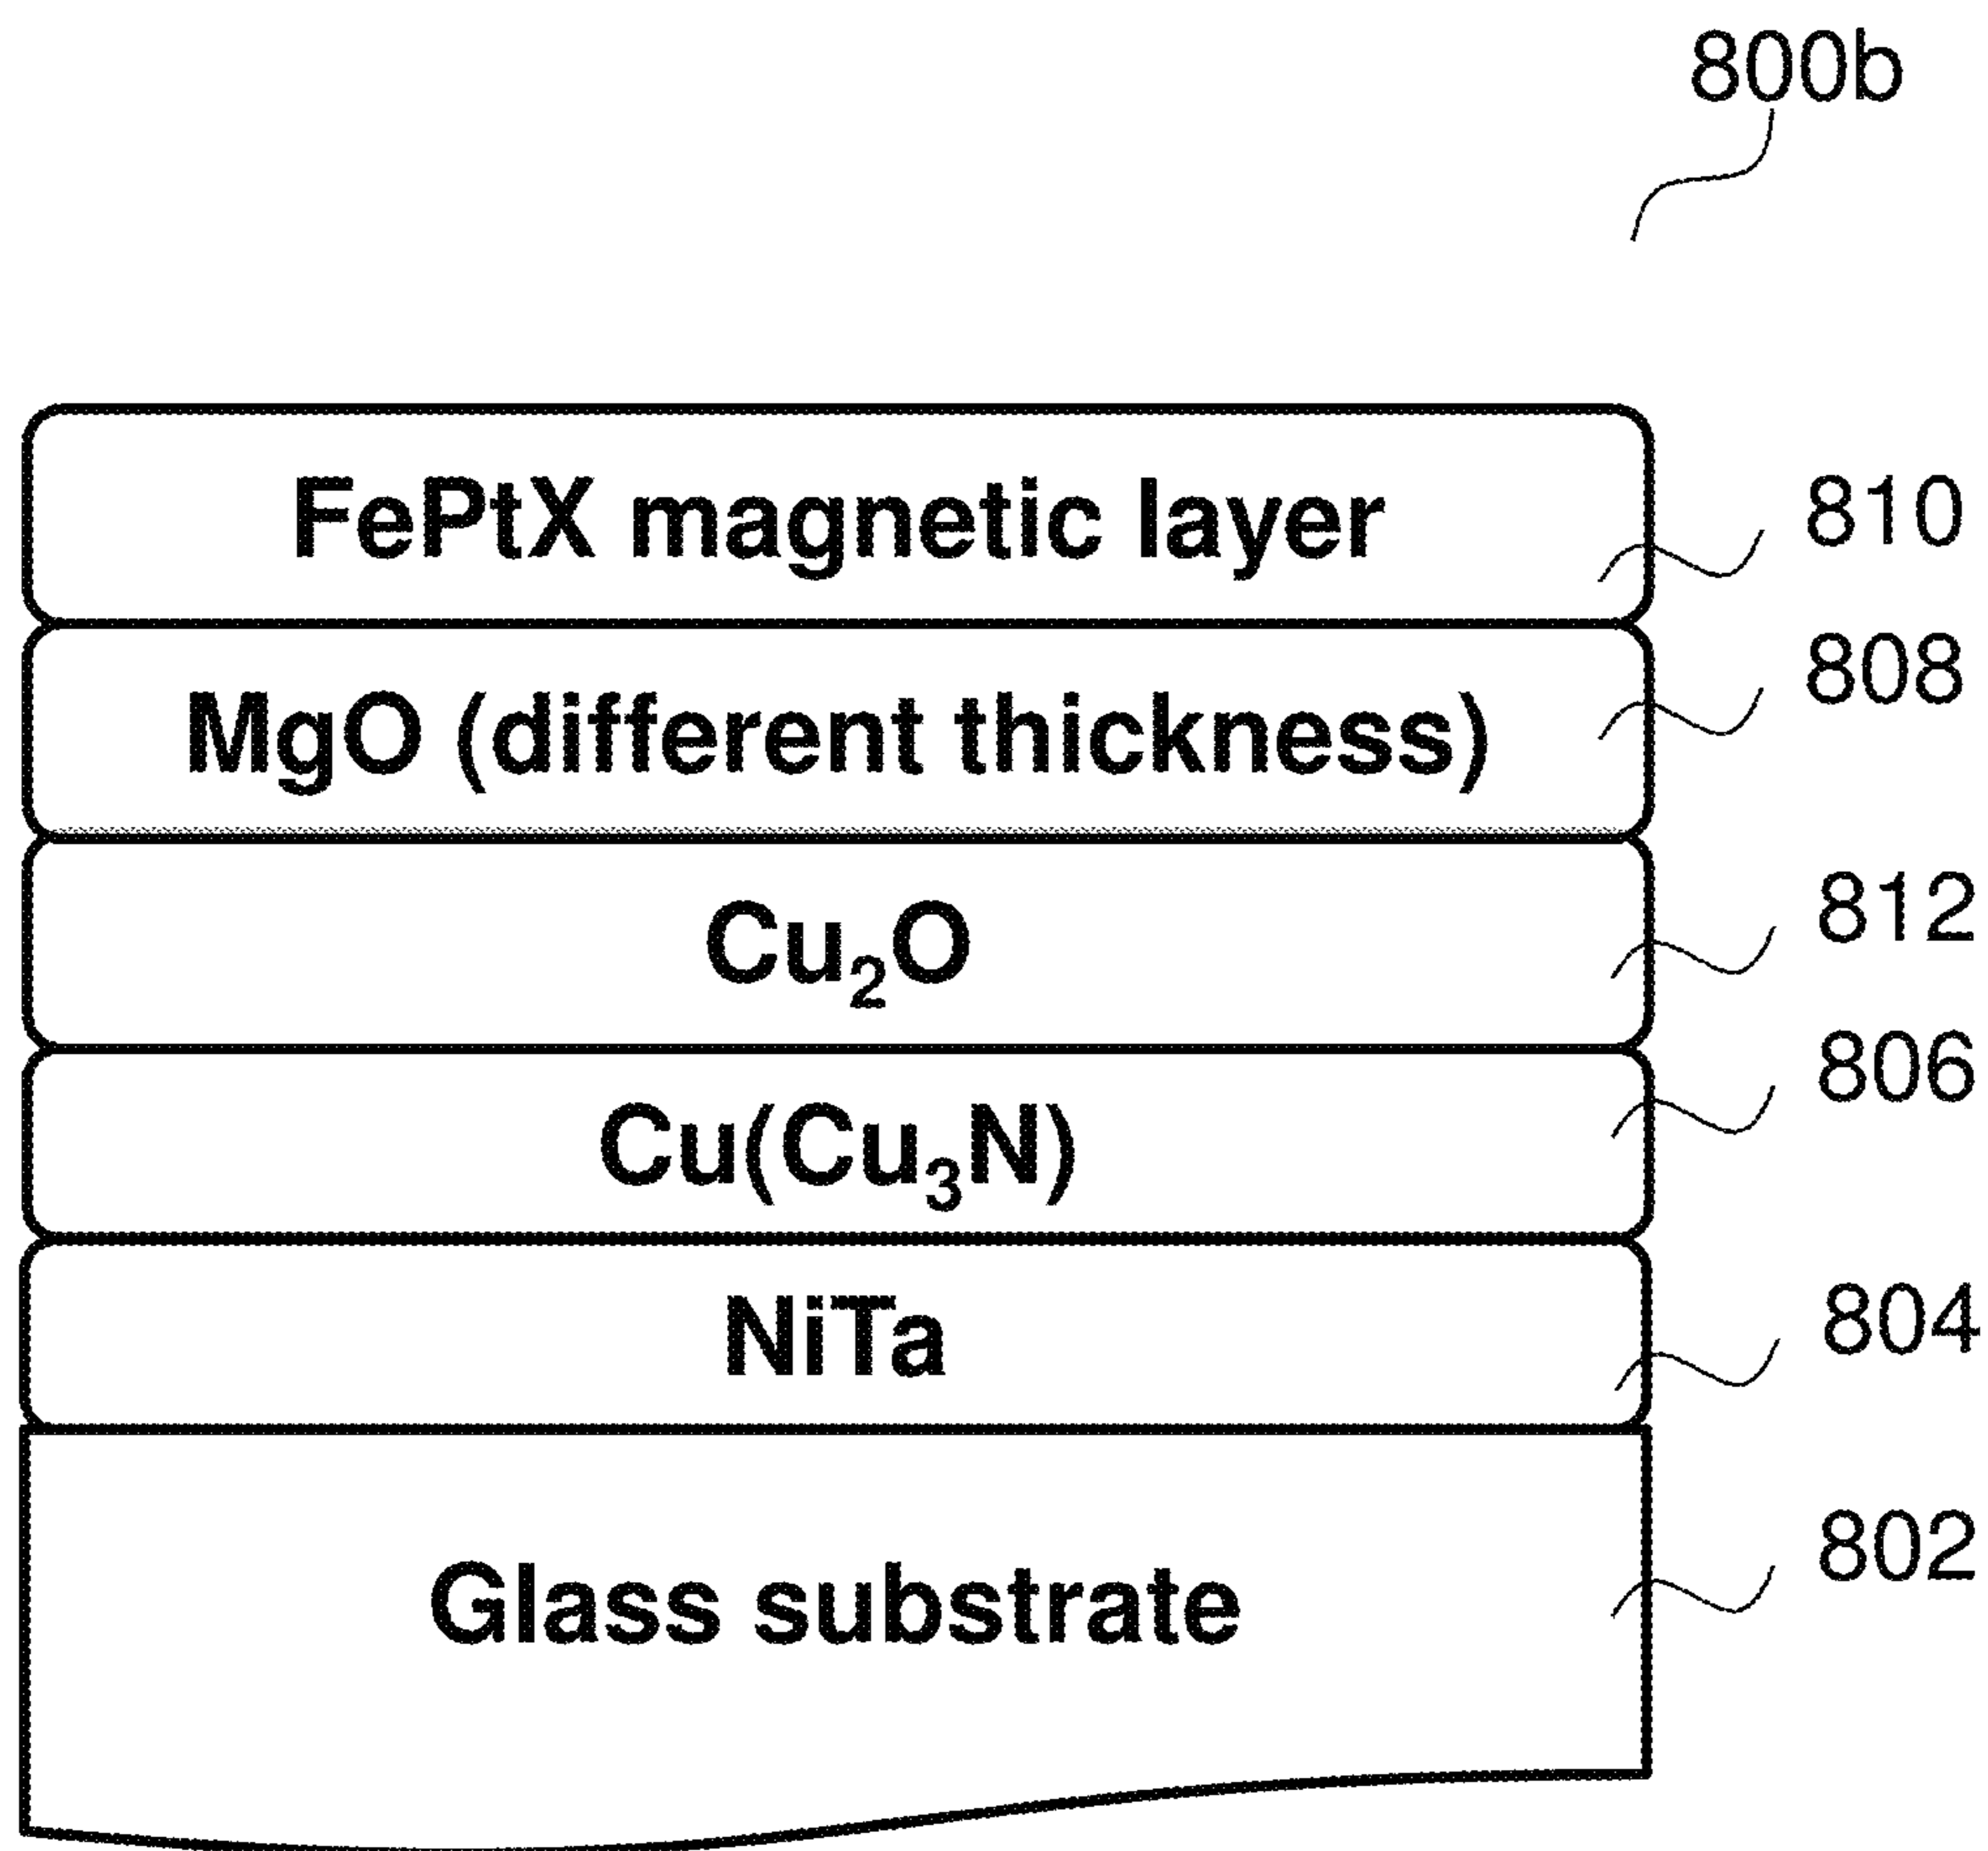 800b
FePtX magnetic layer
810
MgO (different thickness)
808
Cu₂O
812
Cu(Cu₃N)
806
NiTa
804
Glass substrate
802